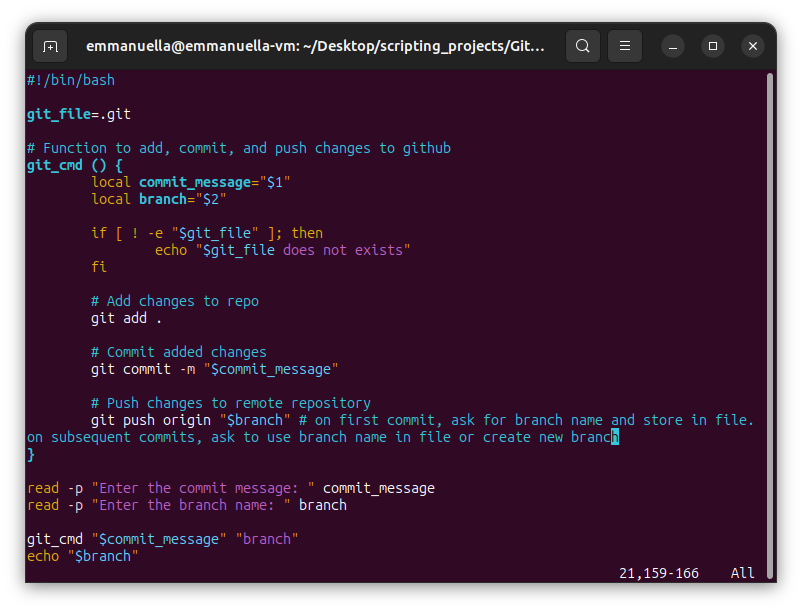 emmanuella@emmanuella-vm: ~/Desktop/scripting_projects/Git...
#!/bin/bash
git_file=.git
# Function to add, commit, and push changes to github
git_cmd () {
local commit_message="$1"
local branch="$2"
if [ ! -e "$git_file" ]; then
echo "$git_file does not exists"
fi
# Add changes to repo
git add .
# Commit added changes
git commit -m "$commit_message"
# Push changes to remote repository
git push origin "$branch" # on first commit, ask for branch name and store in file.
on subsequent commits, ask to use branch name in file or create new branch
}
read -p "Enter the commit message: " commit_message
read -p "Enter the branch name: " branch
git_cmd "$commit_message" "branch"
echo "$branch"
21,159-166 All